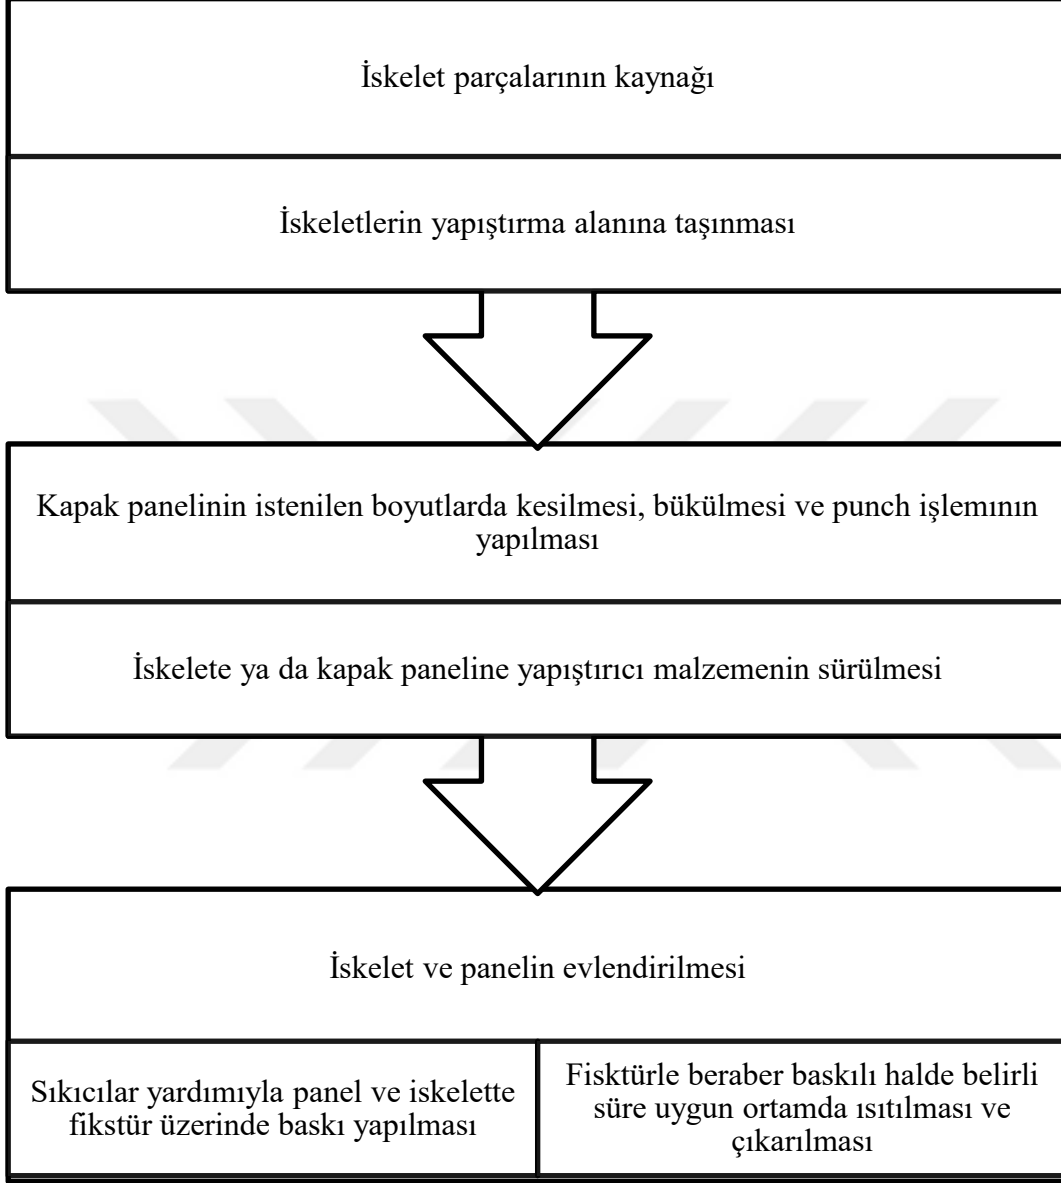 İskelet parçalarının kaynağı
İskeletlerin yapıştırma alanına taşınması
Kapak panelinin istenilen boyutlarda kesilmesi, bükülmesi ve punch işlemının
yapılması
İskelete ya da kapak paneline yapıştırıcı malzemenin sürülmesi
İskelet ve panelin evlendirilmesi
Sıkıcılar yardımıyla panel ve iskelette
fikstür üzerinde baskı yapılması
Fisktürle beraber baskılı halde belirli
süre uygun ortamda ısıtılması ve
çıkarılması